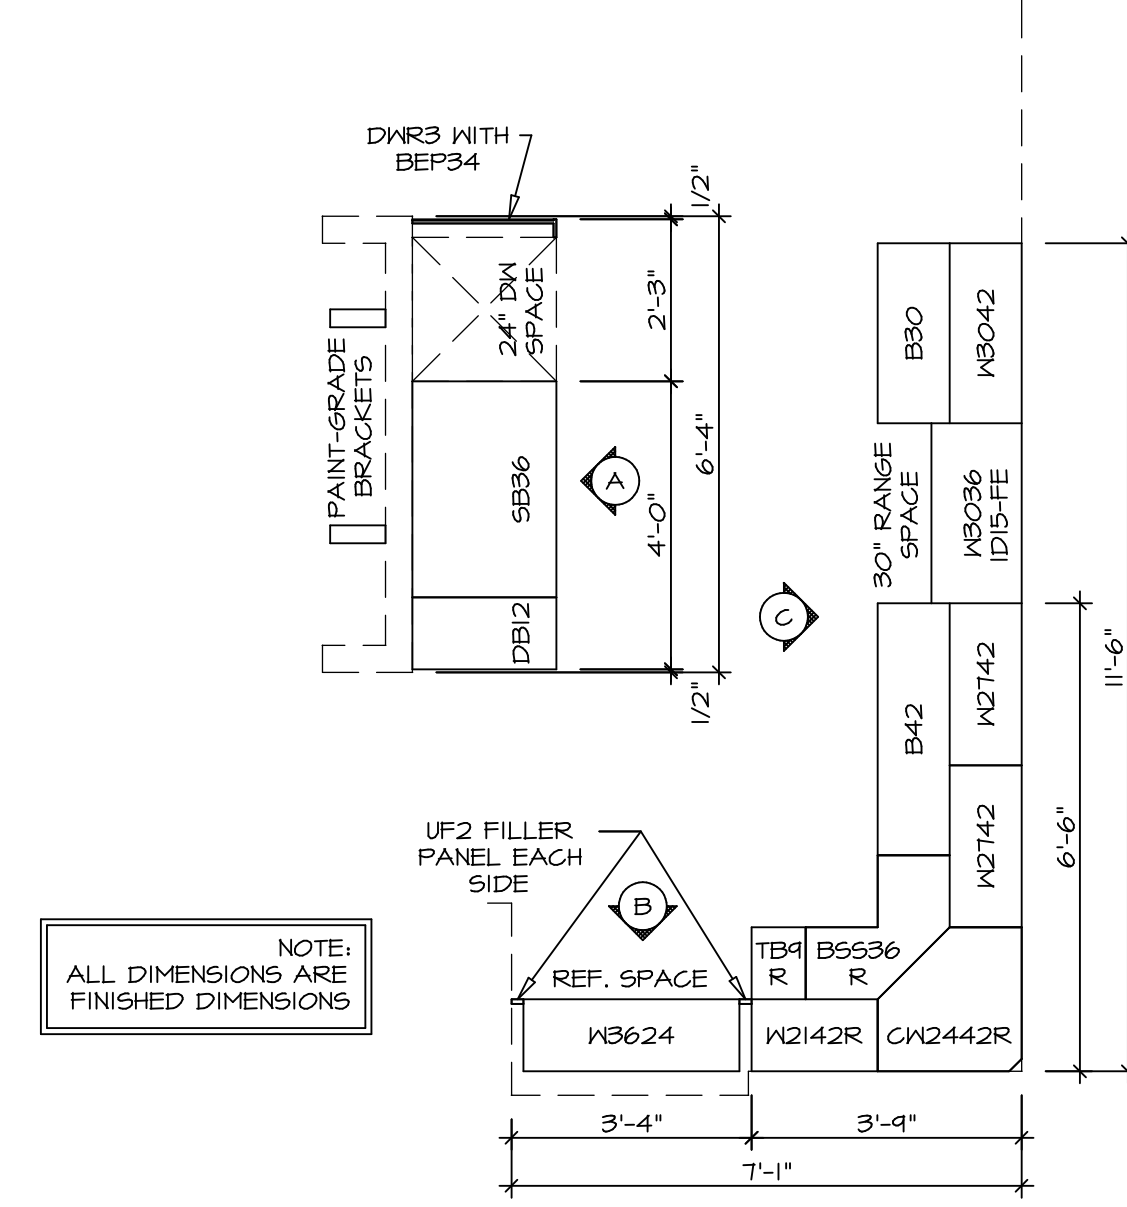 DWR3 WITH
BEP34
1/2"
24" DW
SPACE
2'-3"
PAINT-GRADE
BRACKETS
SB36
A
4'-0"
6'-4"
DB12
1/2"
B30
W3042
30" RANGE
SPACE
W3036
1D15-FE
C
B42
W2742
W2742
11'-6"
6'-6"
UF2 FILLER
PANEL EACH
SIDE
B
NOTE:
ALL DIMENSIONS ARE
FINISHED DIMENSIONS
REF. SPACE
TB9
R
BSS36
R
W3624
W2142R
CW2442R
3'-4"
3'-9"
7'-1"